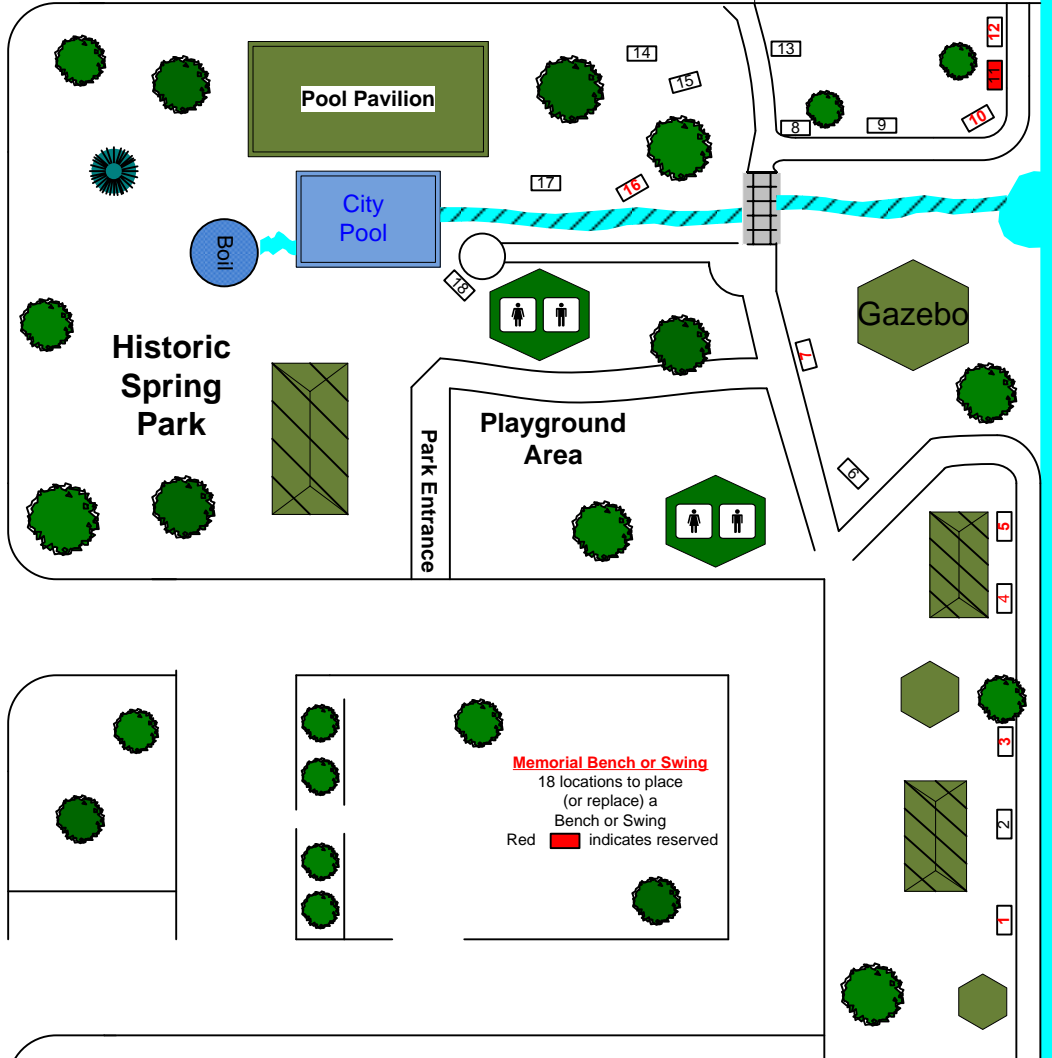 12
14
13
15
11
Pool Pavilion
10
8
9
17
16
City
Pool
Boil
18
Gazebo
Historic
Spring
Park
7
Playground
Area
Park Entrance
6
5
4
3
Memorial Bench or Swing
18 locations to place
(or replace) a
Bench or Swing
Red indicates reserved
2
1